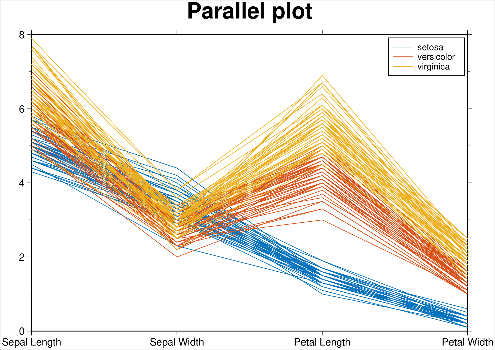 Parallel plot
8
setosa
versicolor
virginica
6
4
2
0
Sepal Length Sepal Width Petal Length Petal Width